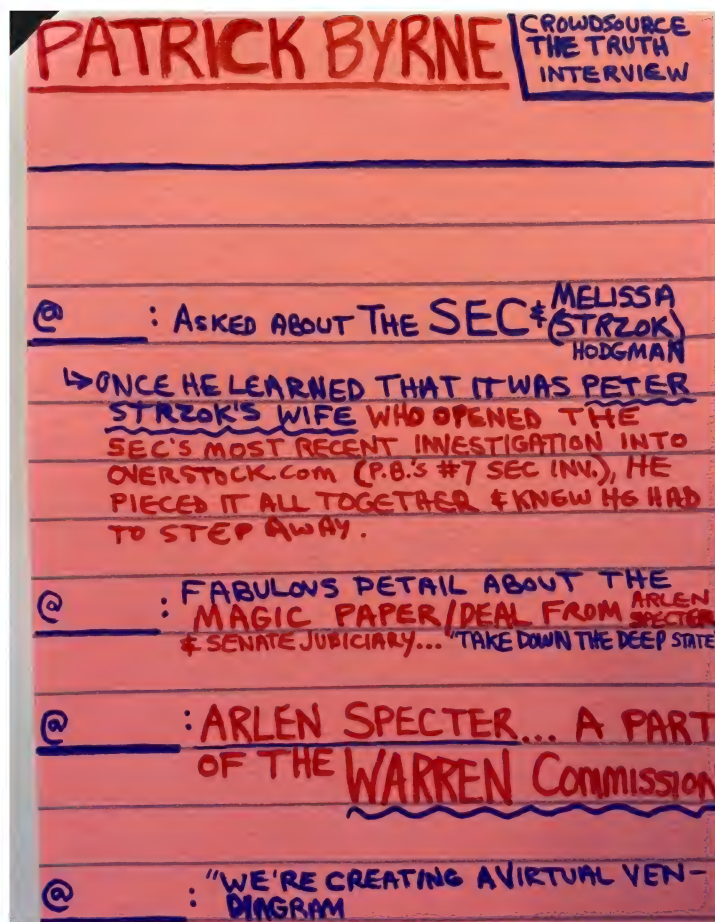 PATRICK BYRNE
CROWDSOURCE
THE TRUTH
INTERVIEW
@ : ASKED ABOUT THE SEC & MELISSA
(STRZOK)
HODGMAN
↳ ONCE HE LEARNED THAT IT WAS PETER
STRZOK'S WIFE WHO OPENED THE
SEC'S MOST RECENT INVESTIGATION INTO
OVERSTOCK.COM (P.B.'S #7 SEC INV.), HE
PIECED IT ALL TOGETHER & KNEW HE HAD
TO STEP AWAY.
@ : FABULOUS DETAIL ABOUT THE
MAGIC PAPER/DEAL FROM ARLEN
SPECTER
& SENATE JUDICIARY... "TAKE DOWN THE DEEP STATE
@ : ARLEN SPECTER... A PART
OF THE WARREN COMMISSION
@ : "WE'RE CREATING A VIRTUAL VEN-
DIAGRAM